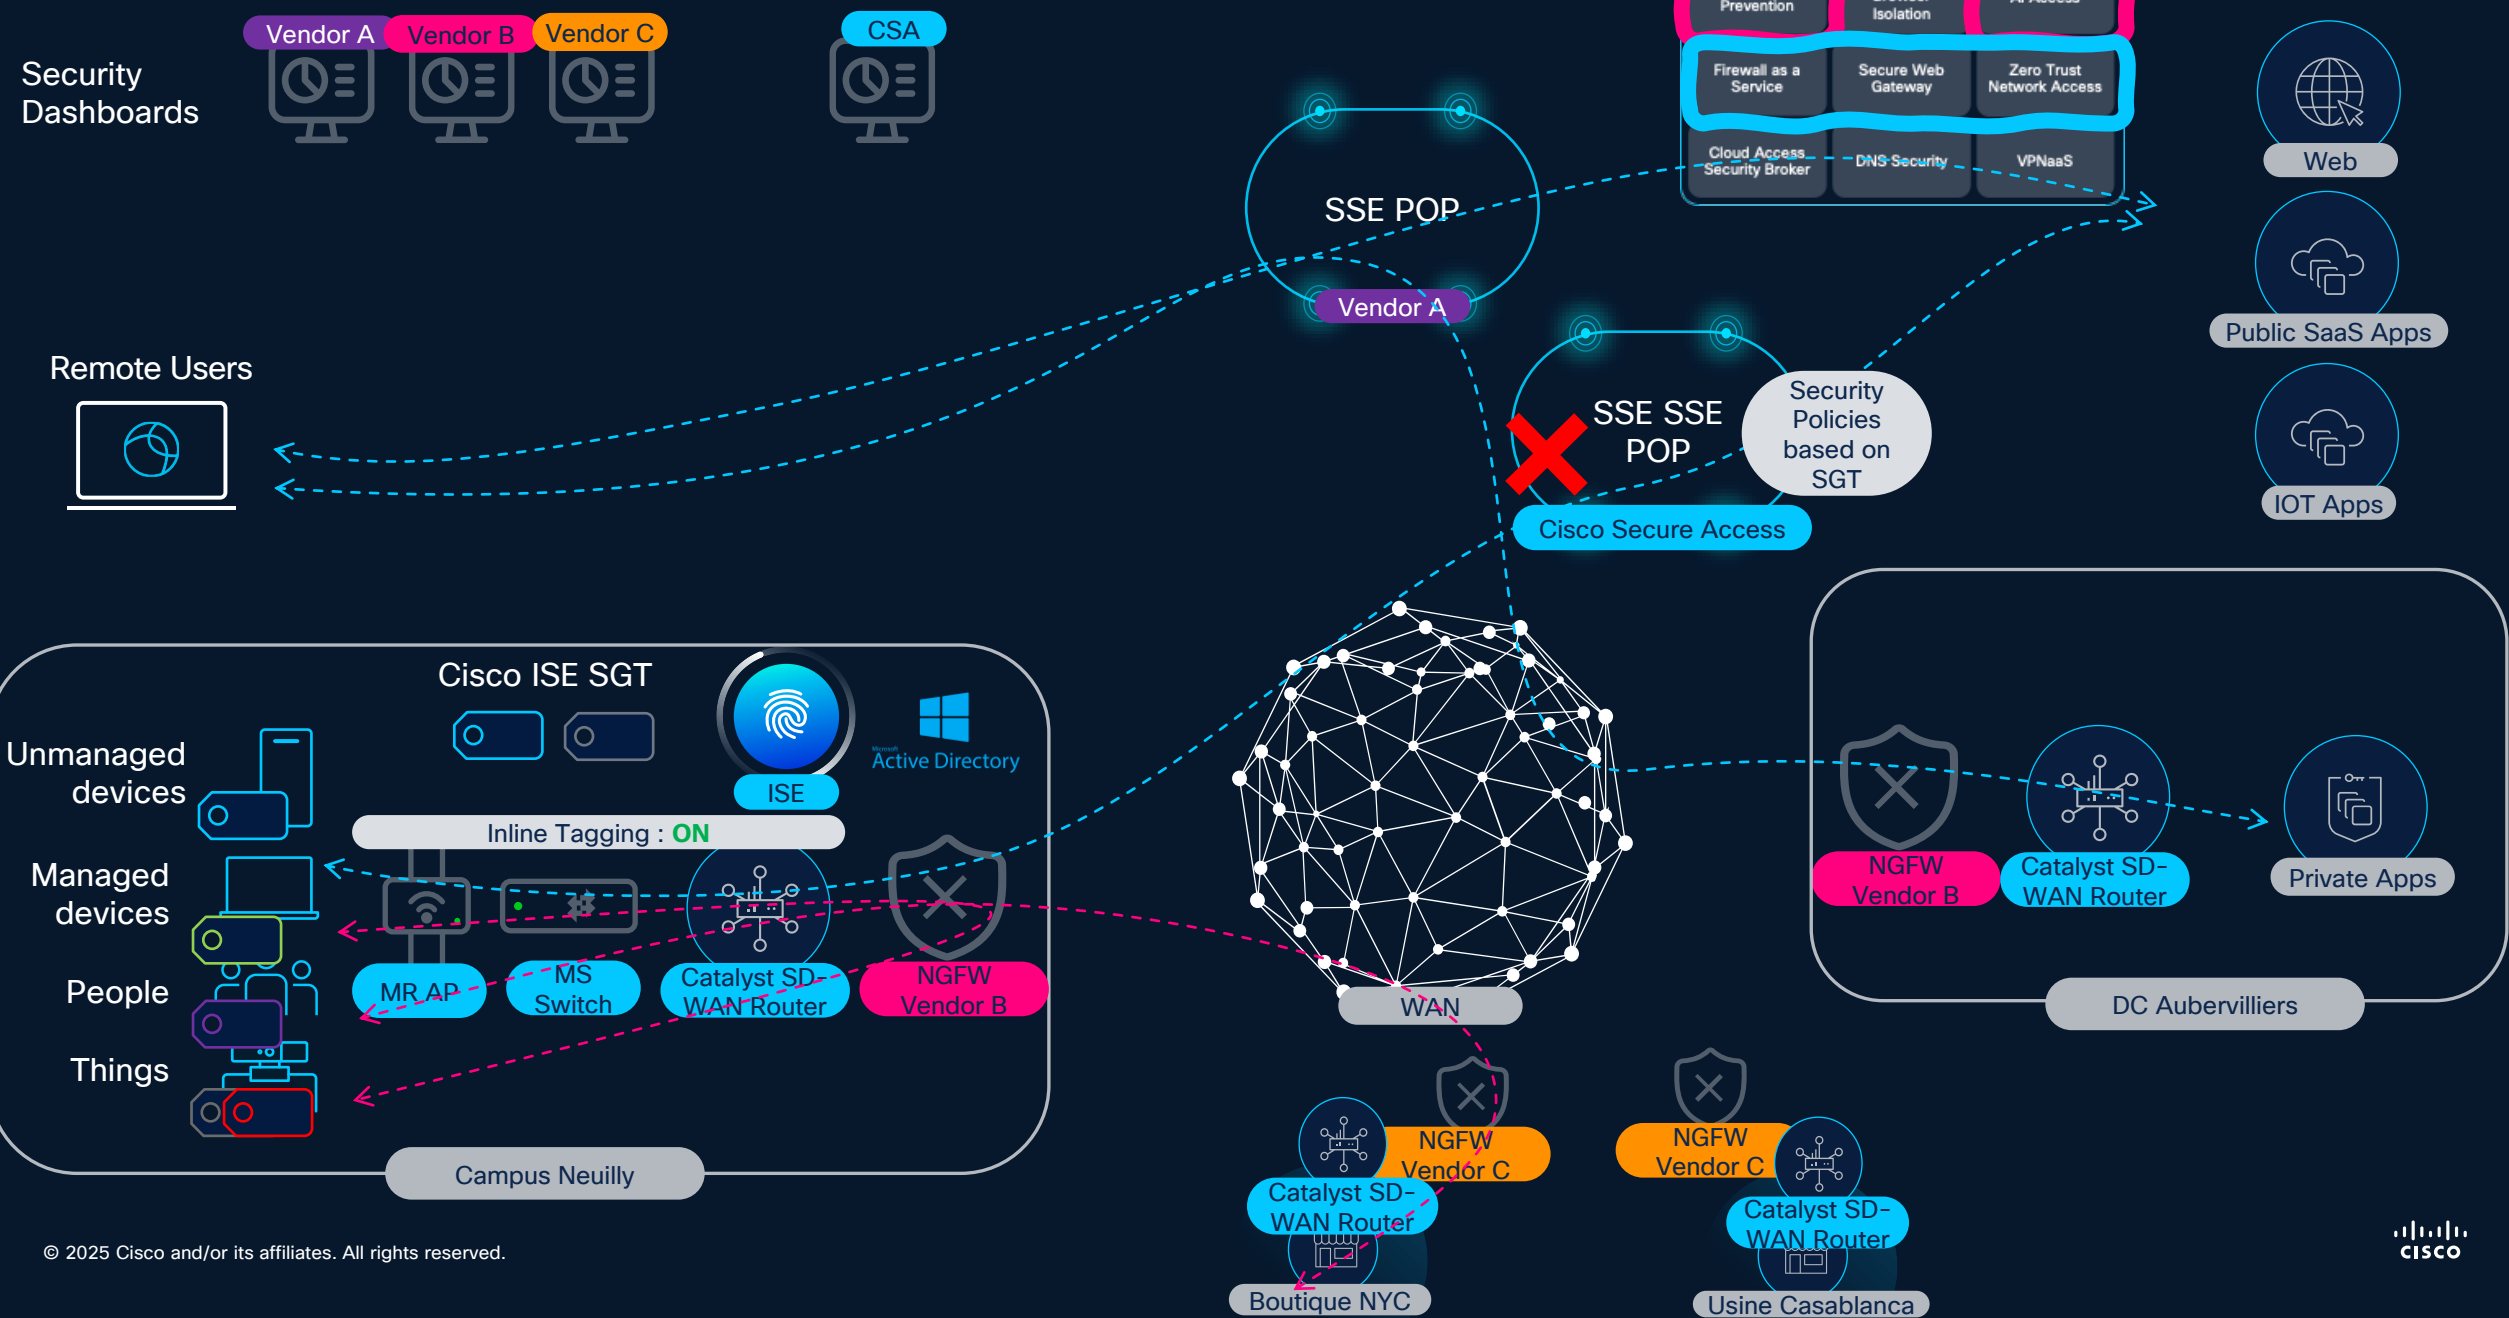 Vendor A
Vendor B
Vendor C
CSA
Security
Dashboards
Prevention
Isolation
Firewall as a
Service
Secure Web
Gateway
Zero Trust
Network Access
Cloud Access
Security Broker
DNS Security
VPNaaS
Web
SSE POP
Vendor A
Public SaaS Apps
Remote Users
SSE SSE
POP
Security
Policies
based on
SGT
IOT Apps
Cisco Secure Access
Cisco ISE SGT
Microsoft
Active Directory
ISE
Unmanaged
devices
Inline Tagging : ON
Managed
devices
People
Things
MR AP
MS
Switch
Catalyst SD-
WAN Router
NGFW
Vendor B
Campus Neuilly
WAN
NGFW
Vendor B
Catalyst SD-
WAN Router
Private Apps
DC Aubervilliers
NGFW
Vendor C
Catalyst SD-
WAN Router
Boutique NYC
NGFW
Vendor C
Catalyst SD-
WAN Router
Usine Casablanca
© 2025 Cisco and/or its affiliates. All rights reserved.
CISCO